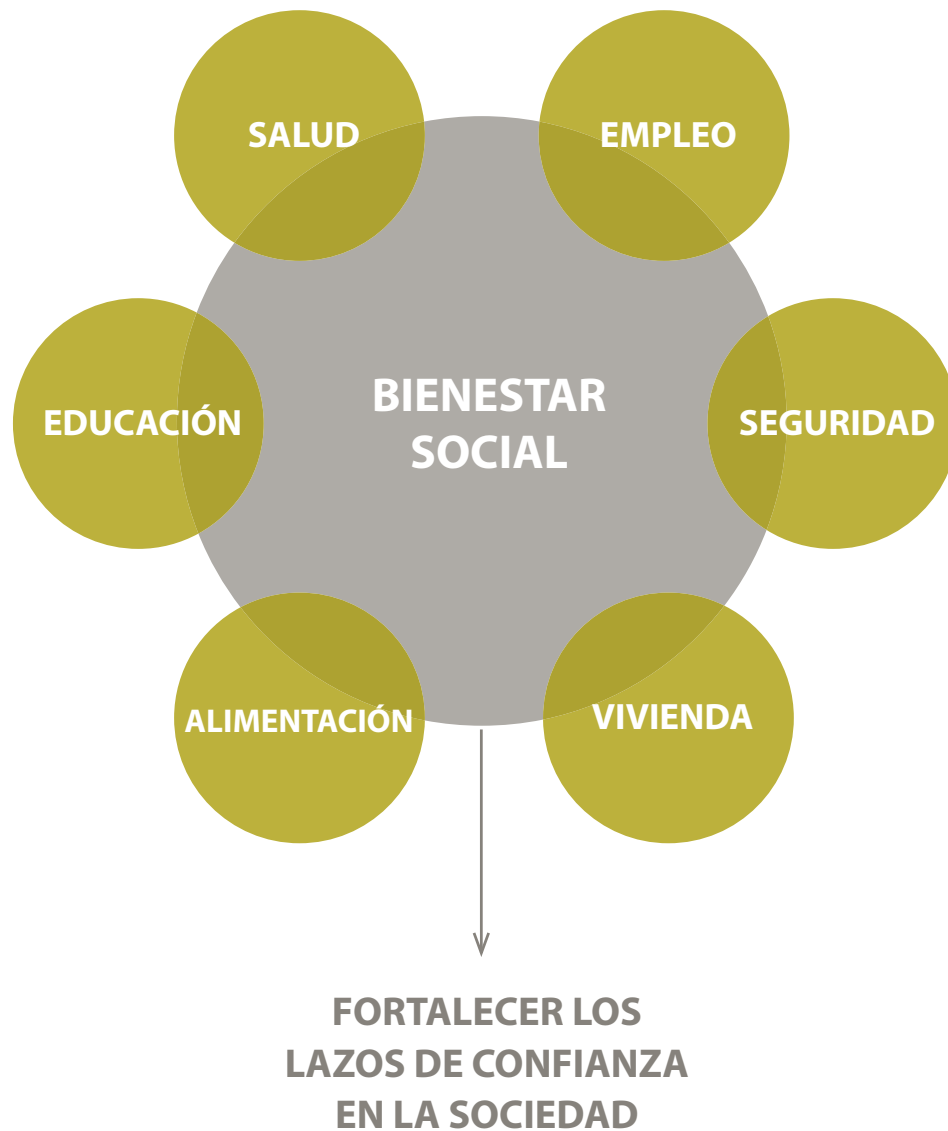 SALUD
EMPLEO
EDUCACIÓN
BIENESTAR
SOCIAL
SEGURIDAD
ALIMENTACIÓN
VIVIENDA
FORTALECER LOS
LAZOS DE CONFIANZA
EN LA SOCIEDAD